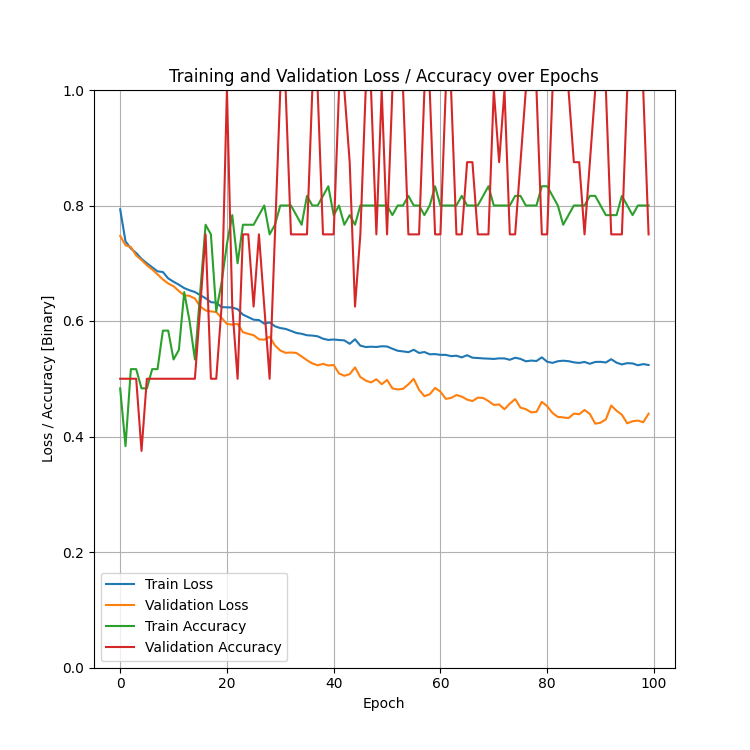 Training and Validation Loss / Accuracy over Epochs
1.0
0.8
0.6
0.4
0.2
0.0
Loss / Accuracy [Binary]
Train Loss
Validation Loss
Train Accuracy
Validation Accuracy
0 20 40 60 80 100
Epoch